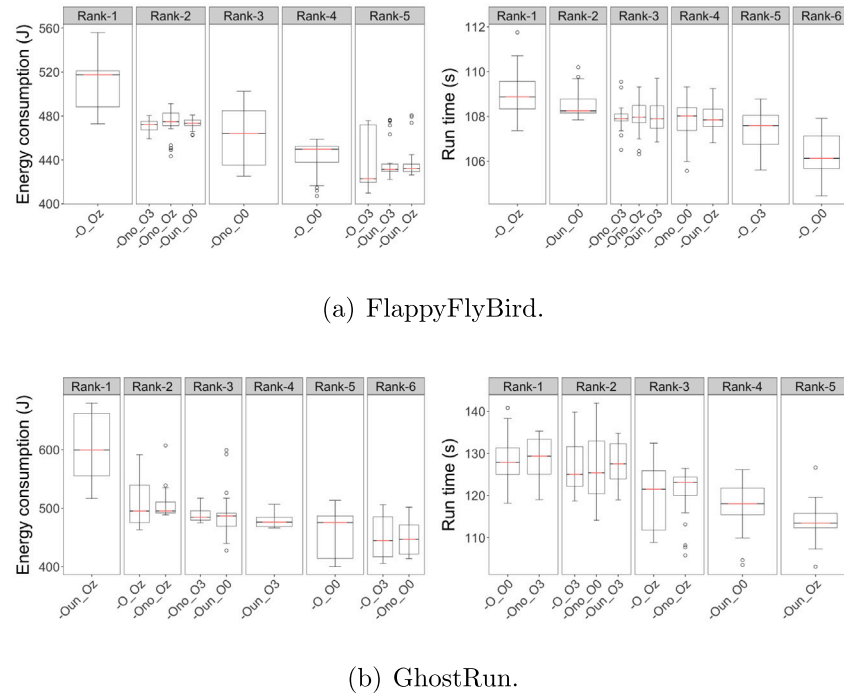 Rank-1 Rank-2 Rank-3 Rank-4 Rank-5
Energy consumption (J)
560
520
480
440
400
-O_Oz -Ono_O3 -Ono_Oz -Oun_O0 -Ono_O0 -O_O0 -O_O3 -Oun_O3 -Oun_Oz
Rank-1 Rank-2 Rank-3 Rank-4 Rank-5 Rank-6
Run time (s)
112
110
108
106
-O_Oz -Oun_O0 -Ono_O3 -Ono_Oz -Oun_O3 -Ono_O0 -Oun_Oz -O_O3 -O_O0
(a) FlappyFlyBird.
Rank-1 Rank-2 Rank-3 Rank-4 Rank-5 Rank-6
Energy consumption (J)
600
500
400
-Oun_Oz -O_Oz -Ono_Oz -Ono_O3 -Oun_O0 -Oun_O3 -O_O0 -O_O3 -Ono_O0
Rank-1 Rank-2 Rank-3 Rank-4 Rank-5
Run time (s)
140
130
120
110
-O_O0 -Ono_O3 -O_O3 -Ono_O0 -Oun_O3 -O_Oz -Ono_Oz -Oun_O0 -Oun_Oz
(b) GhostRun.